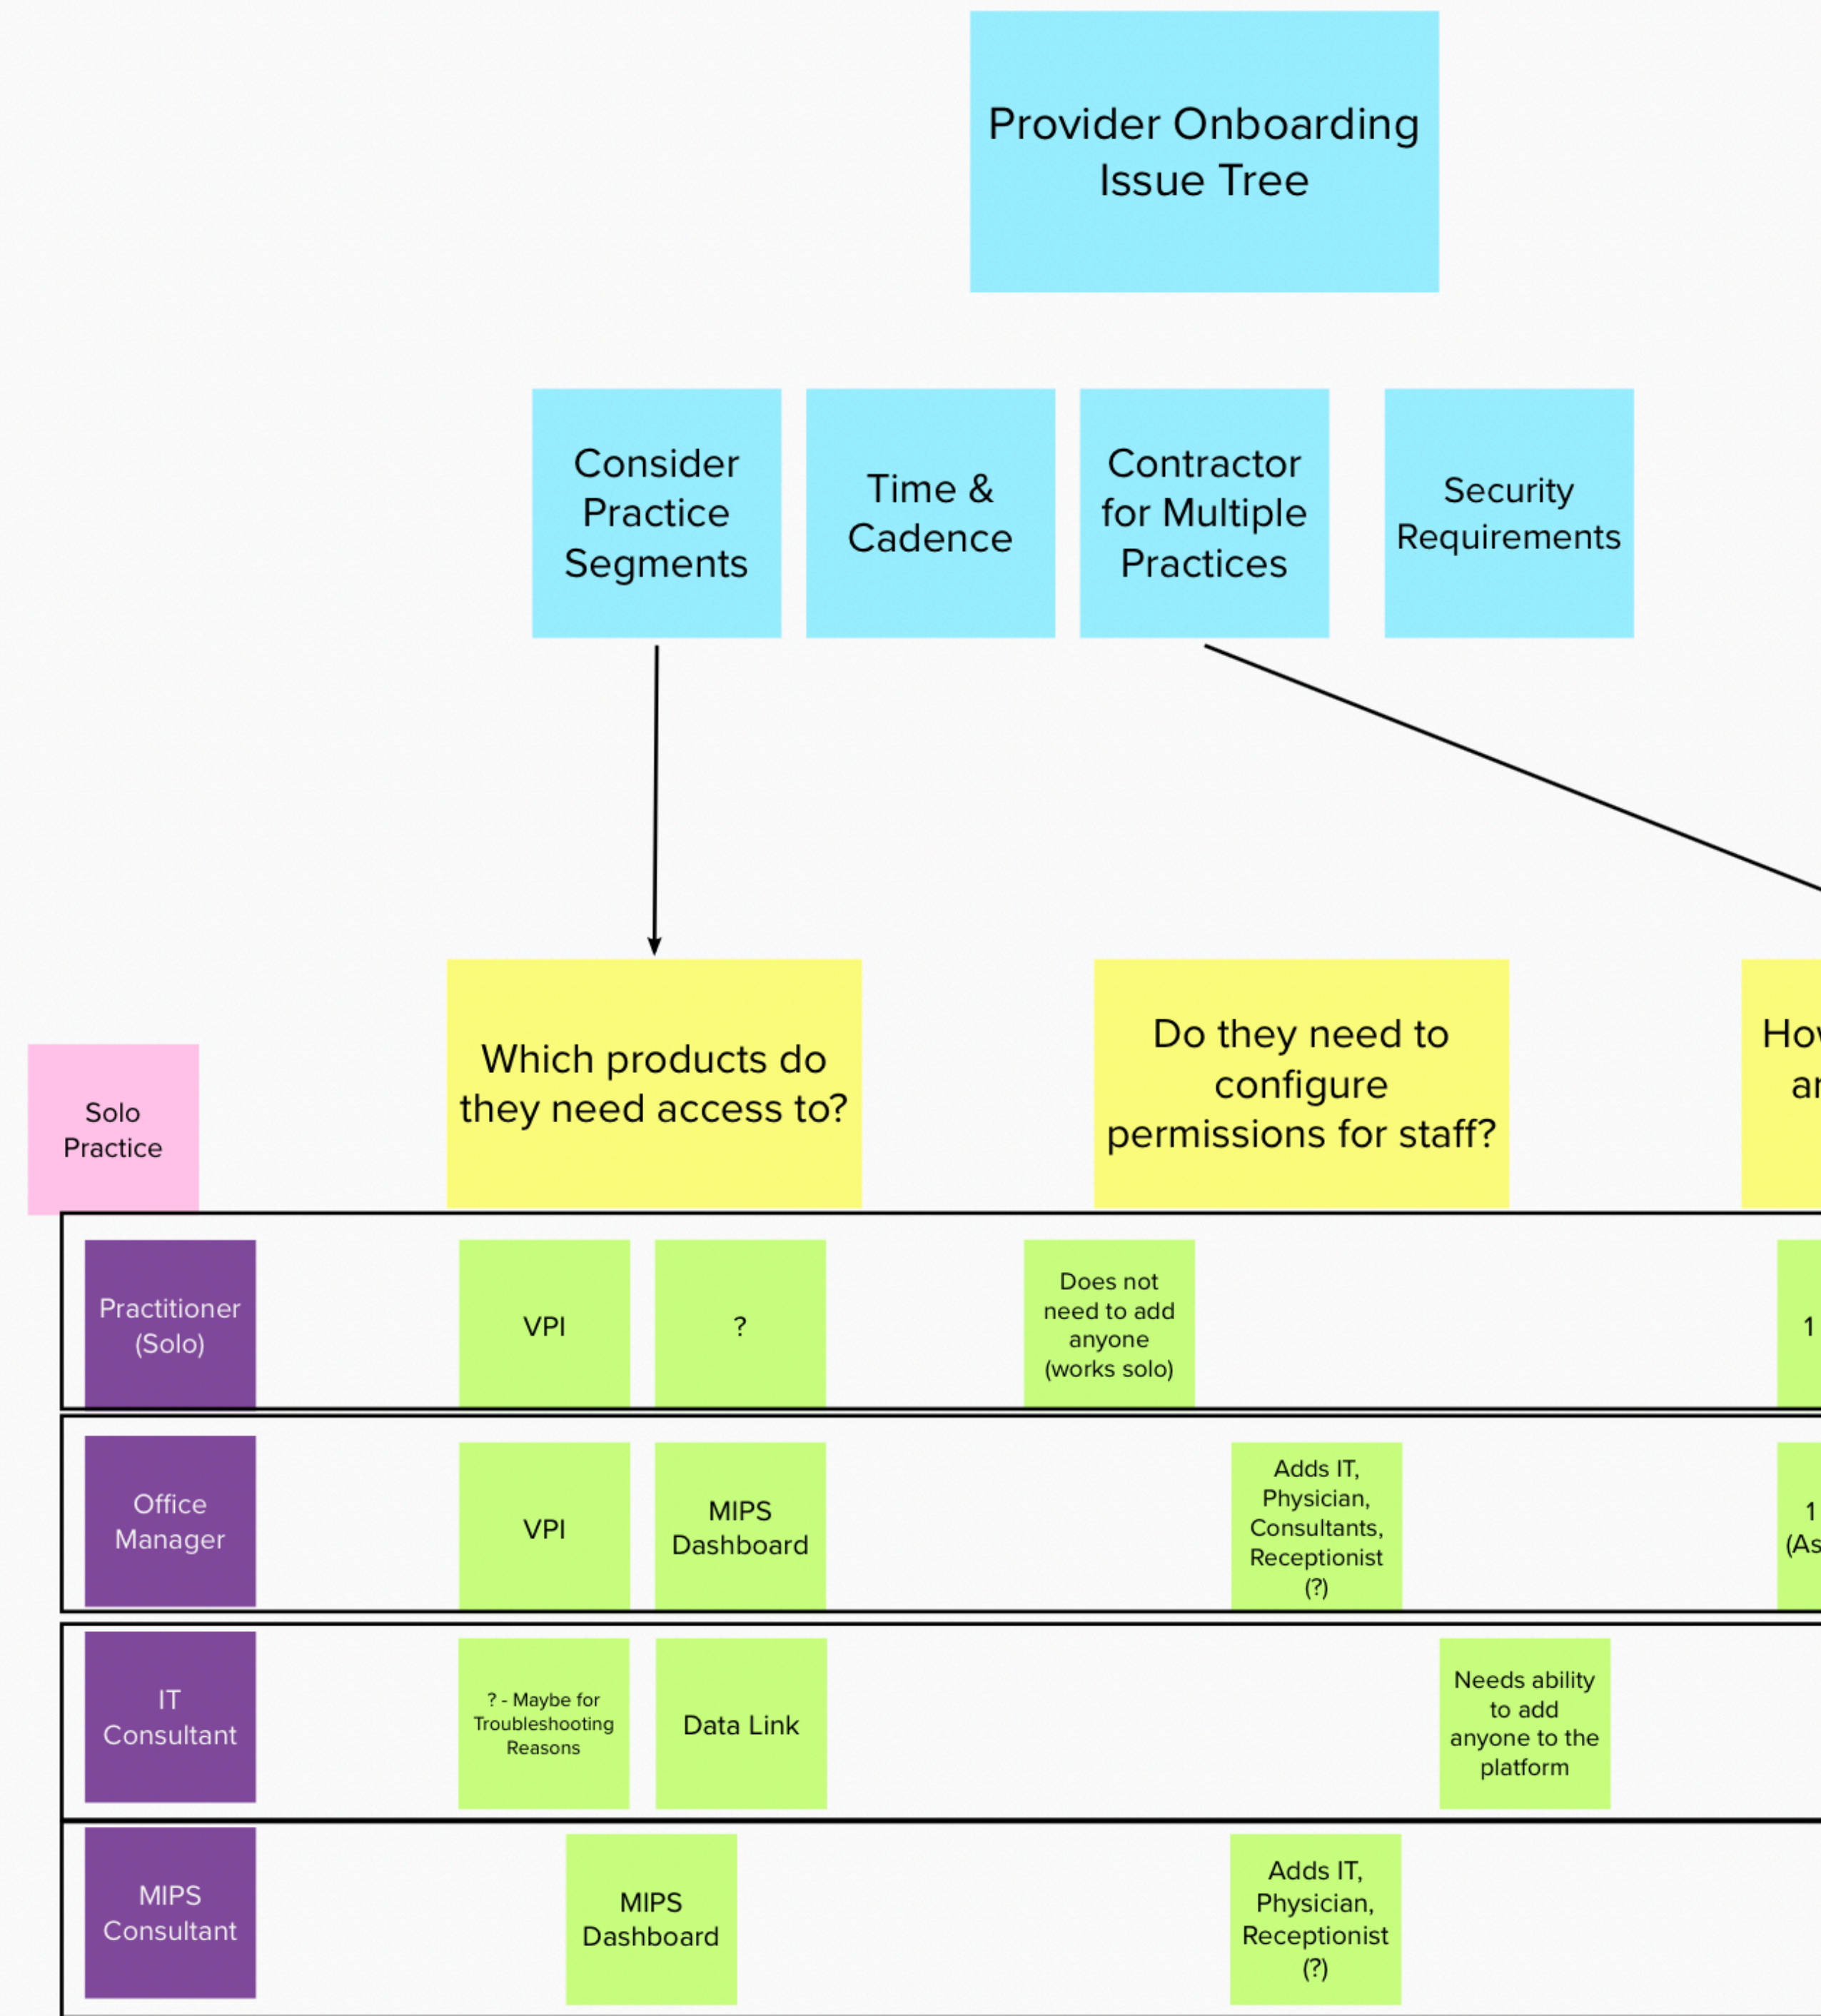 Provider Onboarding
Issue Tree
Consider
Practice
Segments
Time &
Cadence
Contractor
for Multiple
Practices
Security
Requirements
Which products do
they need access to?
Do they need to
configure
permissions for staff?
Solo
Practice
Practitioner
(Solo)
VPI
?
Does not
need to add
anyone
(works solo)
1
Office
Manager
VPI
MIPS
Dashboard
Adds IT,
Physician,
Consultants,
Receptionist
(?)
1
IT
Consultant
? - Maybe for
Troubleshooting
Reasons
Data Link
Needs ability
to add
anyone to the
platform
MIPS
Consultant
MIPS
Dashboard
Adds IT,
Physician,
Receptionist
(?)